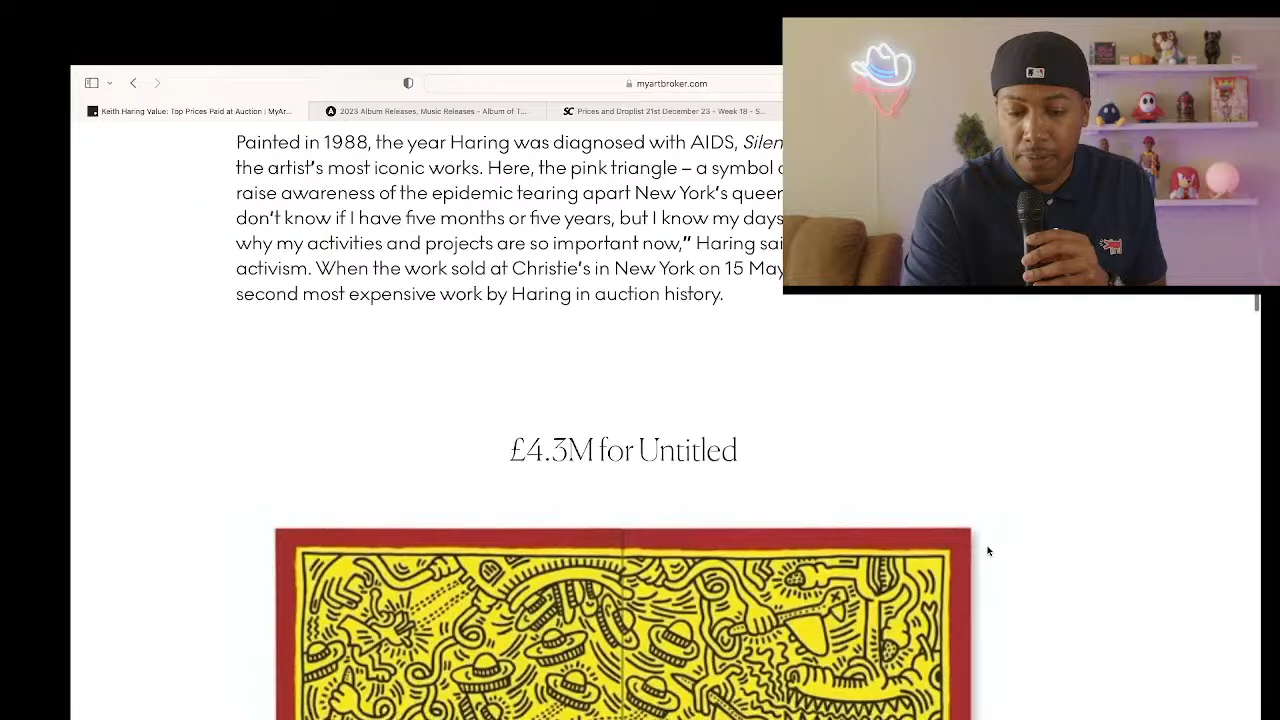 myartbroker.com
Keith Haring Value: Top Prices Paid at Auction | MyAr...
2023 Album Releases, Music Releases - Album of T...
SC Prices and Droplist 21st December 23 - Week 18 - S...
Painted in 1988, the year Haring was diagnosed with AIDS, Silen
the artist's most iconic works. Here, the pink triangle – a symbol
raise awareness of the epidemic tearing apart New York's queer
don't know if I have five months or five years, but I know my days
why my activities and projects are so important now," Haring sai
activism. When the work sold at Christie's in New York on 15 May
second most expensive work by Haring in auction history.
£4.3M for Untitled